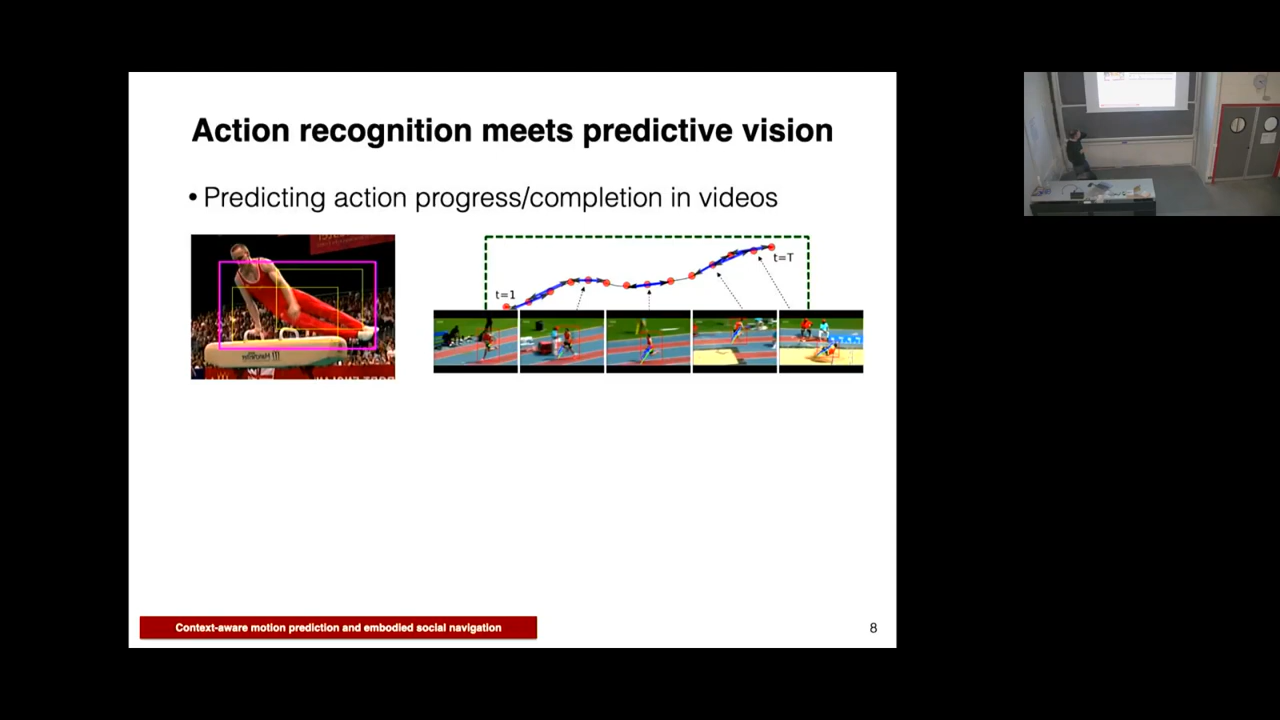 Action recognition meets predictive vision
• Predicting action progress/completion in videos
t=1
t=T
Context-aware motion prediction and embodied social navigation
8